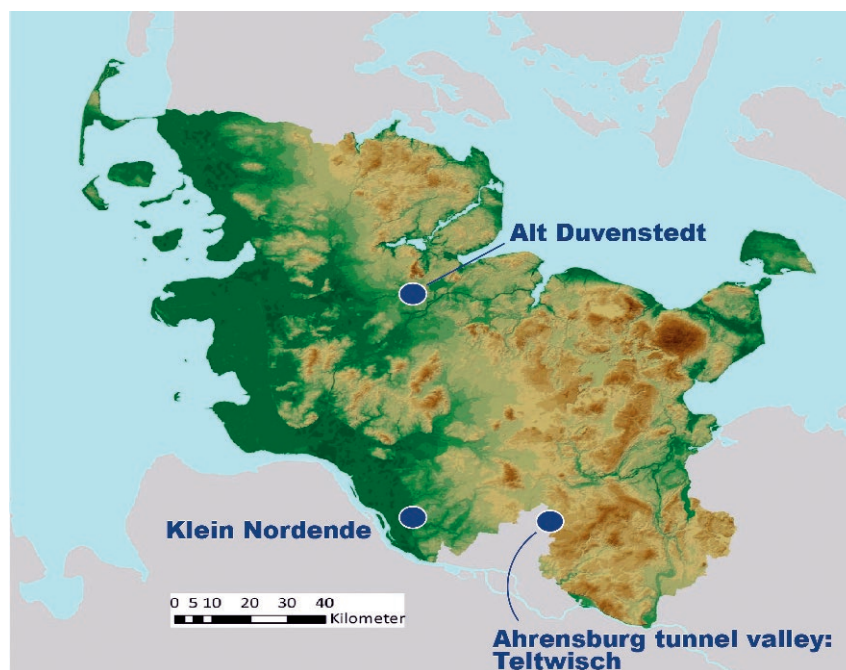 Alt Duvenstedt
Klein Nordende
0 5 10 20 30 40
Kilometer
Ahrensburg tunnel valley:
Teltwisch